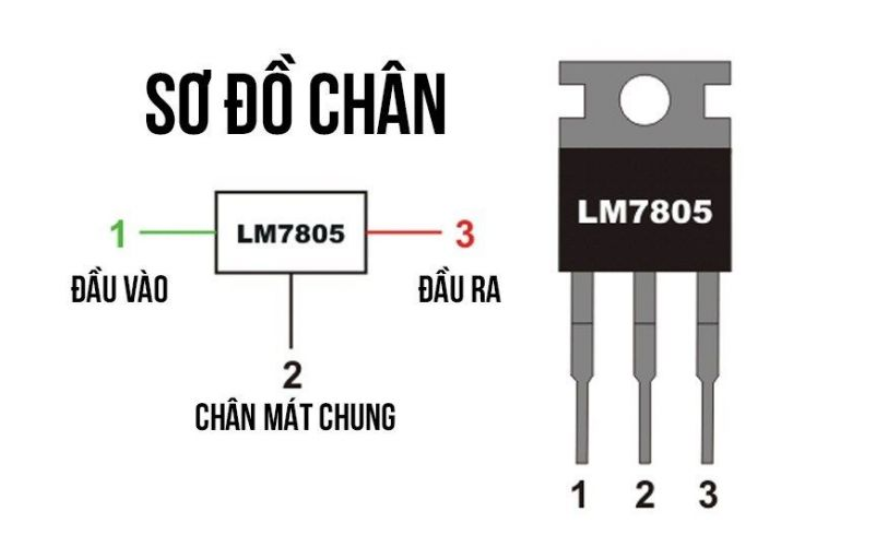 SƠ ĐỒ CHÂN
1
LM7805
3
ĐẦU VÀO
ĐẦU RA
2
CHÂN MÁT CHUNG
LM7805
1 2 3